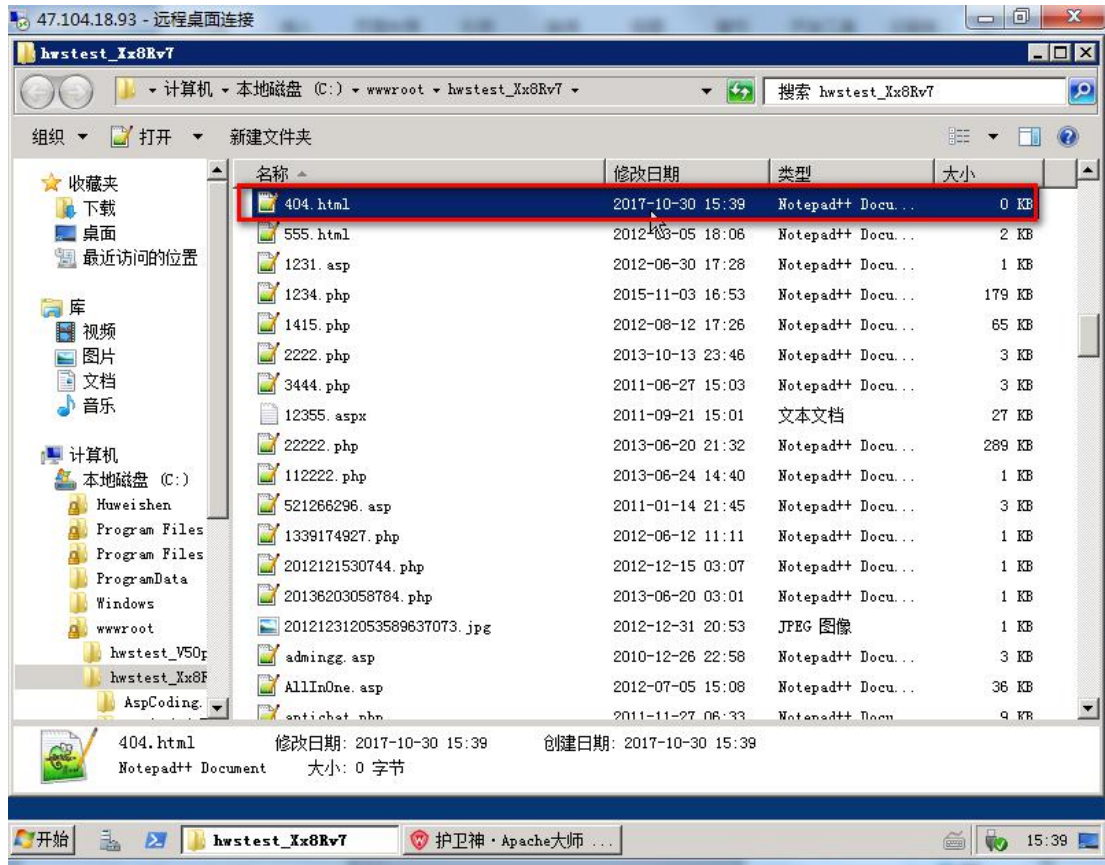 47.104.18.93 - 远程桌面连接
hwstest_Xx8Rv7
计算机 本地磁盘 (C:) wwwroot hwstest_Xx8Rv7
搜索 hwstest_Xx8Rv7
组织 打开 新建文件夹
名称 修改日期 类型 大小
404.html 2017-10-30 15:39 Notepad++ Docu... 0 KB
555.html 2012-03-05 18:06 Notepad++ Docu... 2 KB
1231.asp 2012-06-30 17:28 Notepad++ Docu... 1 KB
1234.php 2015-11-03 16:53 Notepad++ Docu... 179 KB
1415.php 2012-08-12 17:26 Notepad++ Docu... 65 KB
2222.php 2013-10-13 23:46 Notepad++ Docu... 3 KB
3444.php 2011-06-27 15:03 Notepad++ Docu... 3 KB
12355.aspx 2011-09-21 15:01 文本文档 27 KB
22222.php 2013-06-20 21:32 Notepad++ Docu... 289 KB
112222.php 2013-06-24 14:40 Notepad++ Docu... 1 KB
521266296.asp 2011-01-14 21:45 Notepad++ Docu... 3 KB
1339174927.php 2012-06-12 11:11 Notepad++ Docu... 1 KB
2012121530744.php 2012-12-15 03:07 Notepad++ Docu... 1 KB
20136203058784.php 2013-06-20 03:01 Notepad++ Docu... 1 KB
201212312053589637073.jpg 2012-12-31 20:53 JPEG 图像 1 KB
admingg.asp 2010-12-26 22:58 Notepad++ Docu... 3 KB
AllInOne.asp 2012-07-05 15:08 Notepad++ Docu... 36 KB
antichat.php 2011-11-27 06:33 Notepad++ Docu... 9 KB
收藏夹
下载
桌面
最近访问的位置
库
视频
图片
文档
音乐
计算机
本地磁盘 (C:)
Huweishen
Program Files
Program Files
ProgramData
Windows
wwwroot
hwstest_V50p
hwstest_Xx8R
AspCoding.
404.html 修改日期: 2017-10-30 15:39 创建日期: 2017-10-30 15:39
Notepad++ Document 大小: 0 字节
开始 hwstest_Xx8Rv7 护卫神·Apache大师 ... 15:39